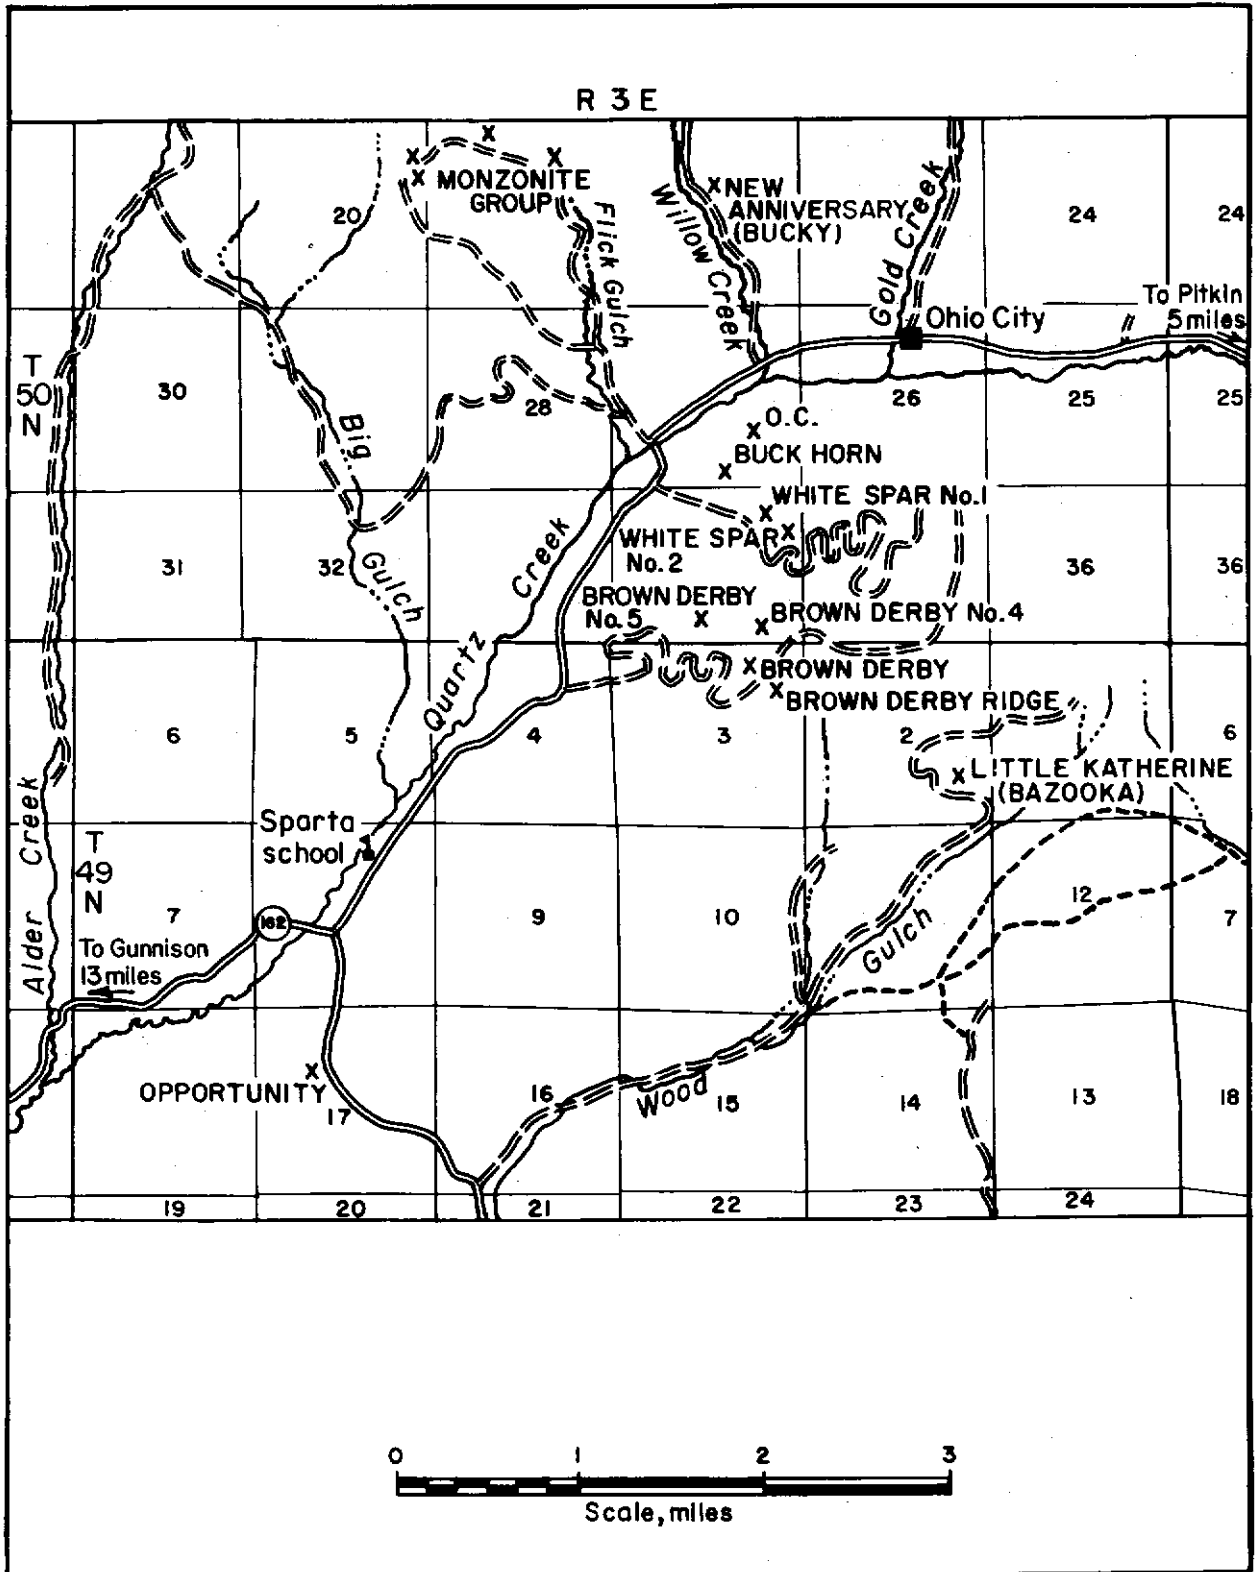 R 3 E
MONZONITE
GROUP
Flick Gulch
Willow Creek
NEW
ANNIVERSARY
(BUCKY)
Gold Creek
20
24
24
To Pitkin
5 miles
Ohio City
T
50
N
30
28
26
25
25
Big
Gulch
O.C.
BUCK HORN
WHITE SPAR No.1
WHITE SPAR
No. 2
31
32
36
36
Quartz Creek
BROWN DERBY
No. 5
BROWN DERBY No.4
BROWN DERBY
BROWN DERBY RIDGE
6
5
4
3
2
6
LITTLE KATHERINE
(BAZOOKA)
Alder Creek
Sparta
school
T
49
N
7
162
9
10
12
7
Wood Gulch
To Gunnison
13 miles
OPPORTUNITY
17
16
15
14
13
18
19
20
21
22
23
24
0 1 2 3
Scale, miles